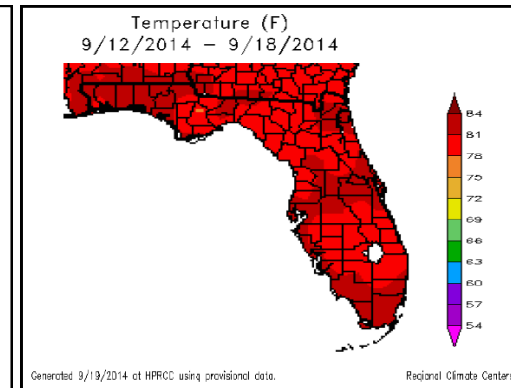 Temperature (F)
9/12/2014 – 9/18/2014
84
81
78
75
72
69
66
63
60
57
54
Generated 9/19/2014 at HPRCC using provisional data.
Regional Climate Centers